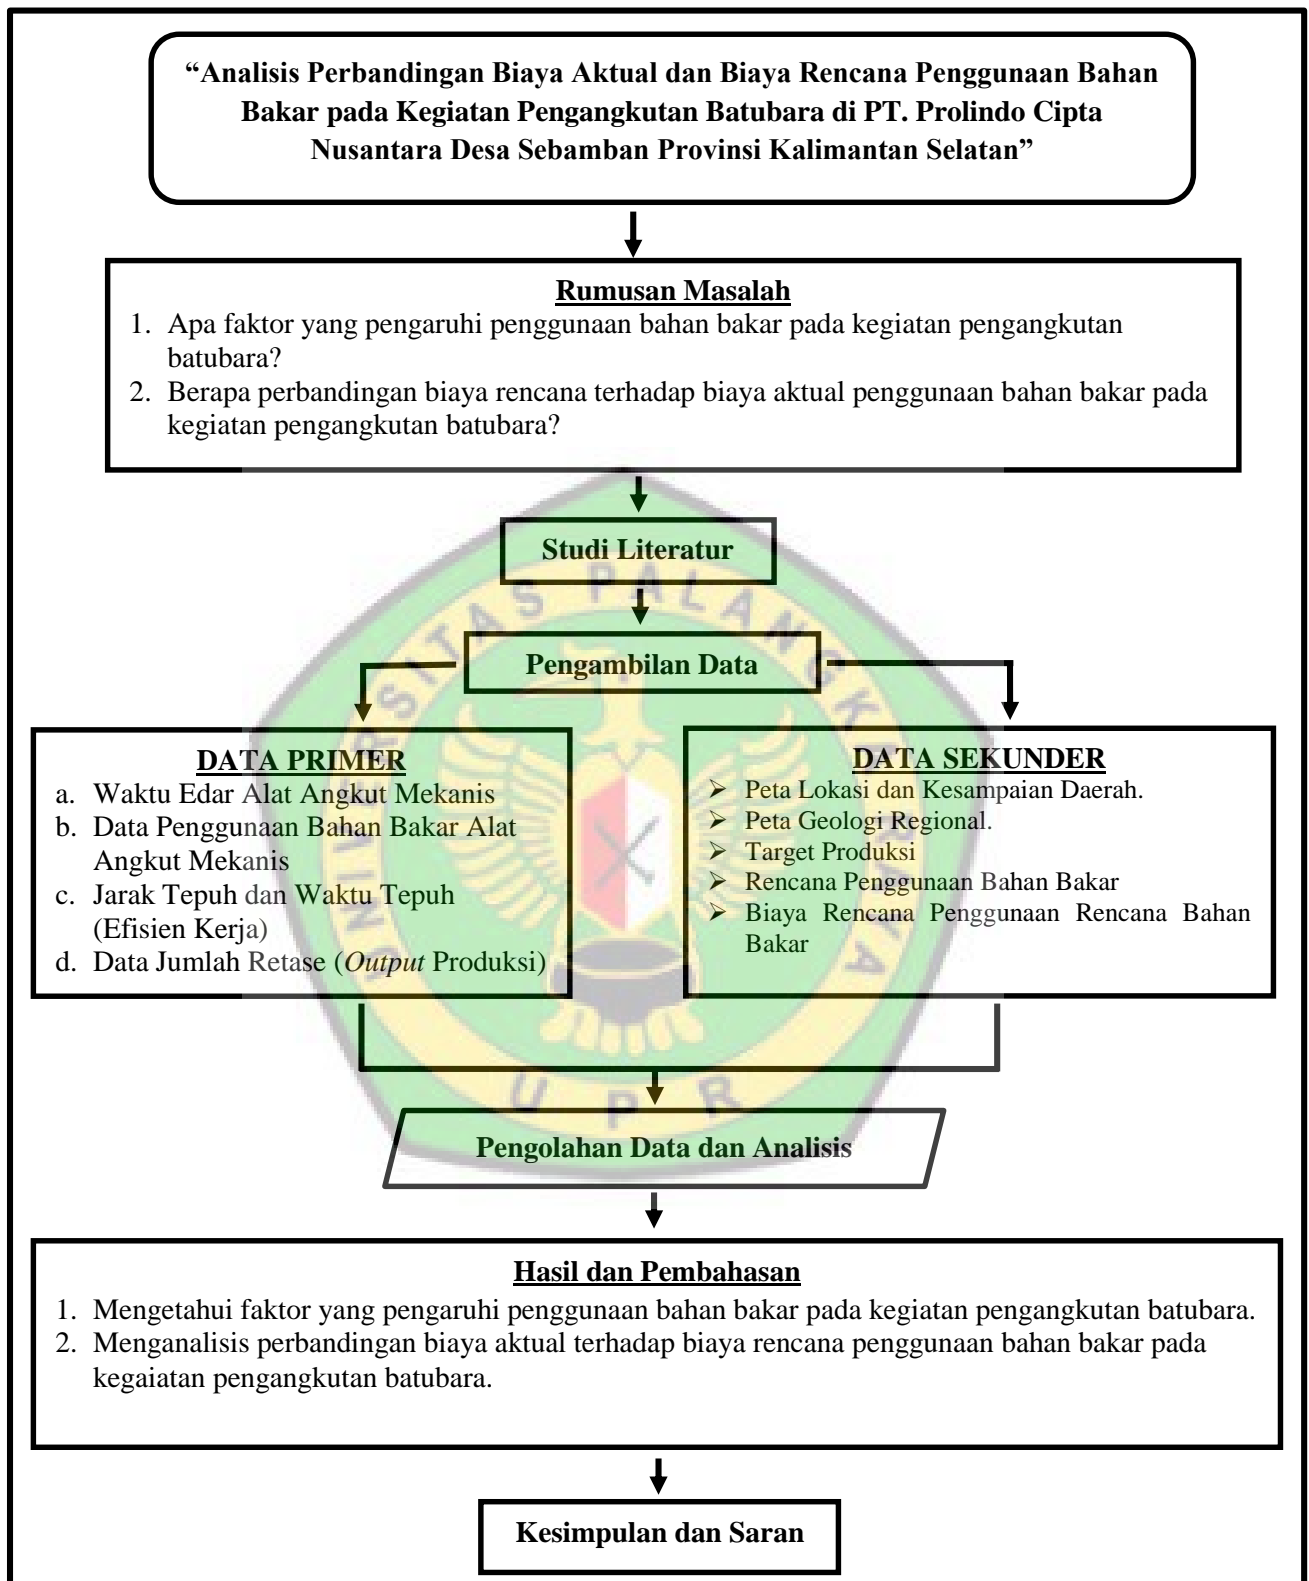 “Analisis Perbandingan Biaya Aktual dan Biaya Rencana Penggunaan Bahan
Bakar pada Kegiatan Pengangkutan Batubara di PT. Prolindo Cipta
Nusantara Desa Sebamban Provinsi Kalimantan Selatan”
Rumusan Masalah
1. Apa faktor yang pengaruhi penggunaan bahan bakar pada kegiatan pengangkutan
batubara?
2. Berapa perbandingan biaya rencana terhadap biaya aktual penggunaan bahan bakar pada
kegiatan pengangkutan batubara?
Studi Literatur
Pengambilan Data
DATA PRIMER
a. Waktu Edar Alat Angkut Mekanis
b. Data Penggunaan Bahan Bakar Alat
Angkut Mekanis
c. Jarak Tepuh dan Waktu Tepuh
(Efisien Kerja)
d. Data Jumlah Retase (Output Produksi)
DATA SEKUNDER
➢ Peta Lokasi dan Kesampaian Daerah.
➢ Peta Geologi Regional.
➢ Target Produksi
➢ Rencana Penggunaan Bahan Bakar
➢ Biaya Rencana Penggunaan Rencana Bahan
Bakar
UNIVERSITAS PALANGKA RAYA
UPR
Pengolahan Data dan Analisis
Hasil dan Pembahasan
1. Mengetahui faktor yang pengaruhi penggunaan bahan bakar pada kegiatan pengangkutan batubara.
2. Menganalisis perbandingan biaya aktual terhadap biaya rencana penggunaan bahan bakar pada
kegaiatan pengangkutan batubara.
Kesimpulan dan Saran